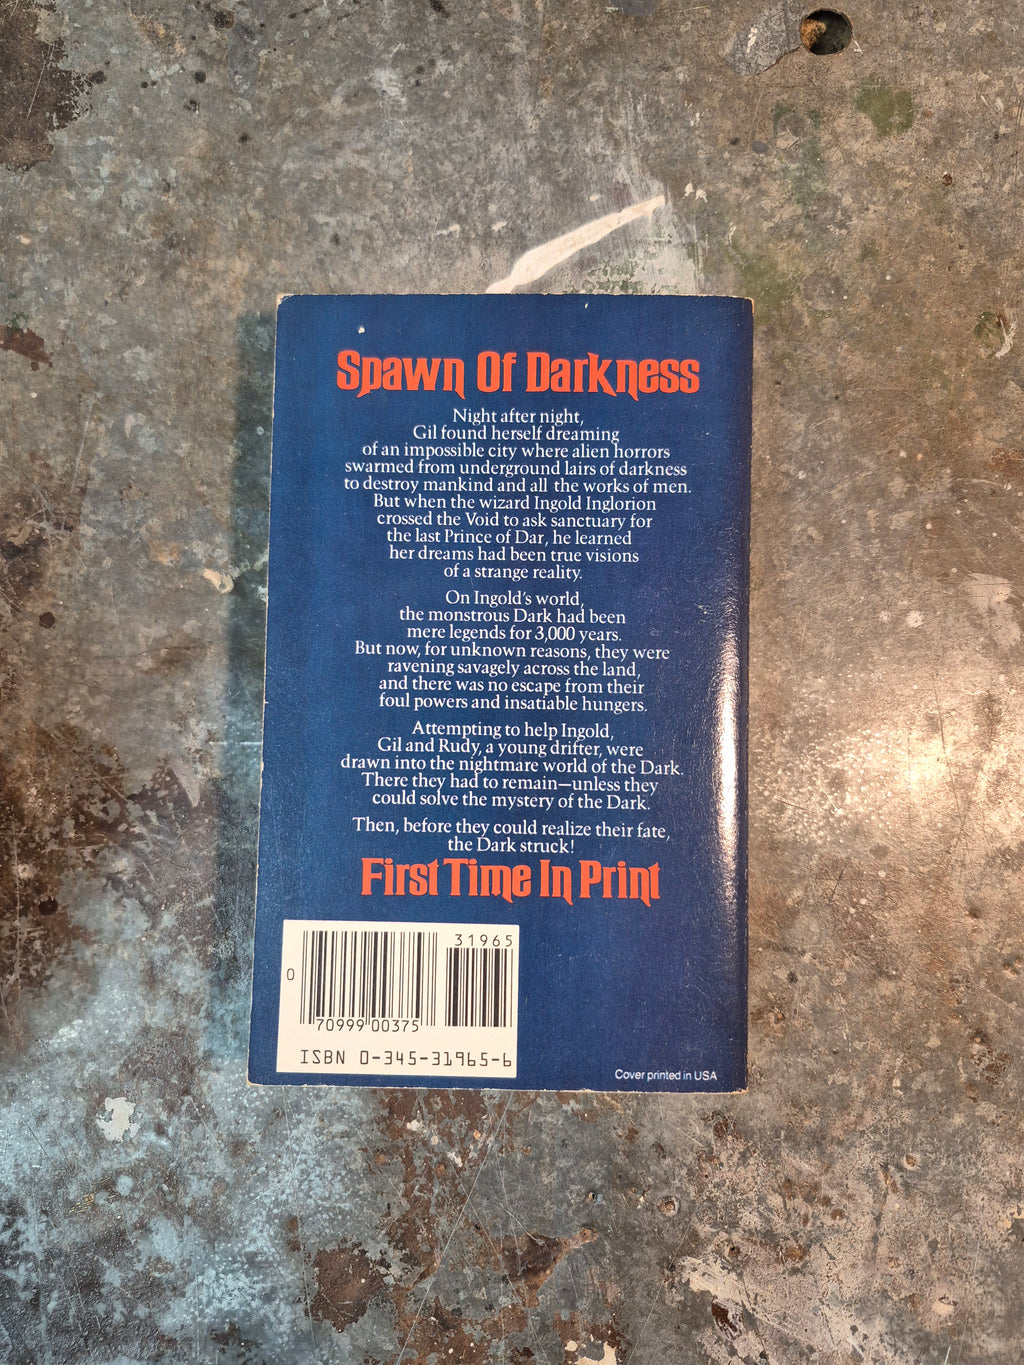 Spawn Of Darkness
Night after night,
Gil found herself dreaming
of an impossible city where alien horrors
swarmed from underground lairs of darkness
to destroy mankind and all the works of men.
But when the wizard Ingold Inglorion
crossed the Void to ask sanctuary for
the last Prince of Dar, he learned
her dreams had been true visions
of a strange reality.
On Ingold's world,
the monstrous Dark had been
mere legends for 3,000 years.
But now, for unknown reasons, they were
ravening savagely across the land,
and there was no escape from their
foul powers and insatiable hungers.
Attempting to help Ingold,
Gil and Rudy, a young drifter, were
drawn into the nightmare world of the Dark.
There they had to remain—unless they
could solve the mystery of the Dark.
Then, before they could realize their fate,
the Dark struck!
First Time In Print
31965
0
70999 00375
ISBN 0-345-31965-6
Cover printed in USA